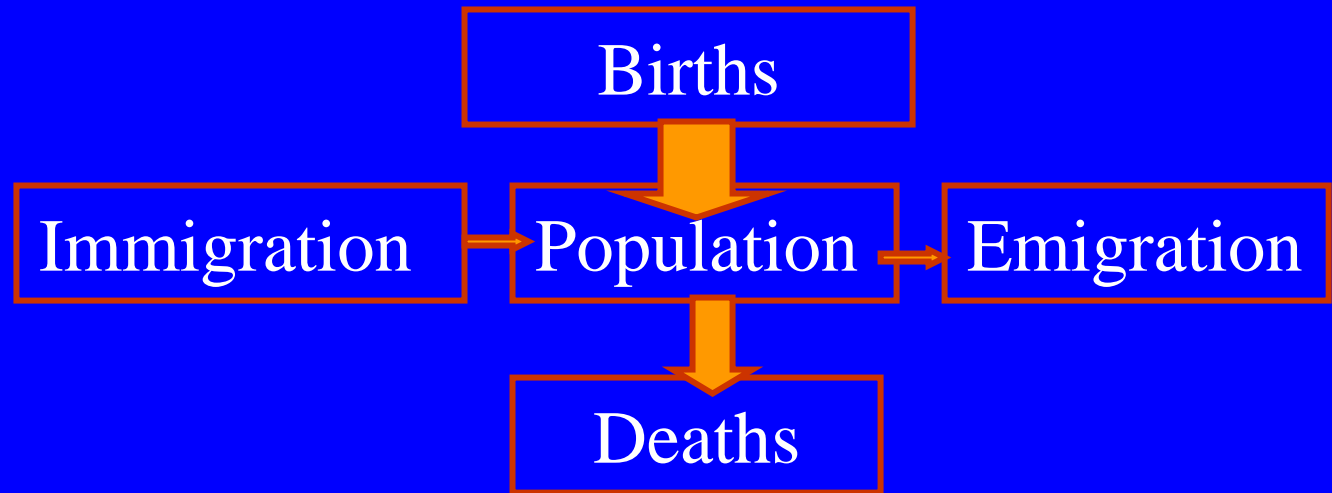 Births
Immigration
Population
Emigration
Deaths